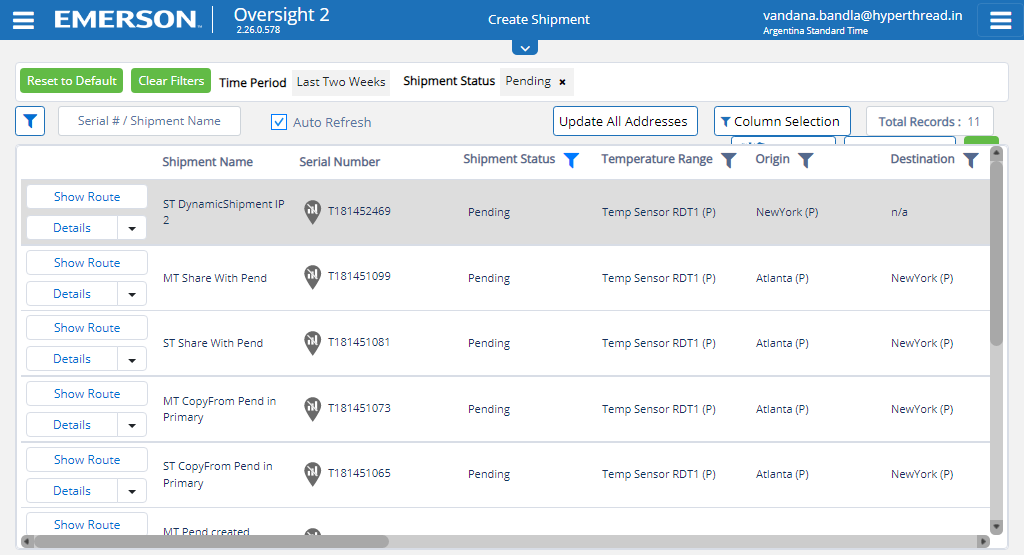 EMERSON. Oversight 2 Create Shipment vandana.bandla@hyperthread.in
2.26.0.578 Argentina Standard Time
Reset to Default Clear Filters Time Period Last Two Weeks Shipment Status Pending ×
Serial # / Shipment Name Auto Refresh Update All Addresses Column Selection Total Records : 11
Shipment Name Serial Number Shipment Status Temperature Range Origin Destination
Show Route
Details
ST DynamicShipment IP
2
T181452469 Pending Temp Sensor RDT1 (P) NewYork (P) n/a
Show Route
Details
MT Share With Pend T181451099 Pending Temp Sensor RDT1 (P) Atlanta (P) NewYork (P)
Show Route
Details
ST Share With Pend T181451081 Pending Temp Sensor RDT1 (P) Atlanta (P) NewYork (P)
Show Route
Details
MT CopyFrom Pend in
Primary
T181451073 Pending Temp Sensor RDT1 (P) Atlanta (P) NewYork (P)
Show Route
Details
ST CopyFrom Pend in
Primary
T181451065 Pending Temp Sensor RDT1 (P) Atlanta (P) NewYork (P)
Show Route
MT Pend created